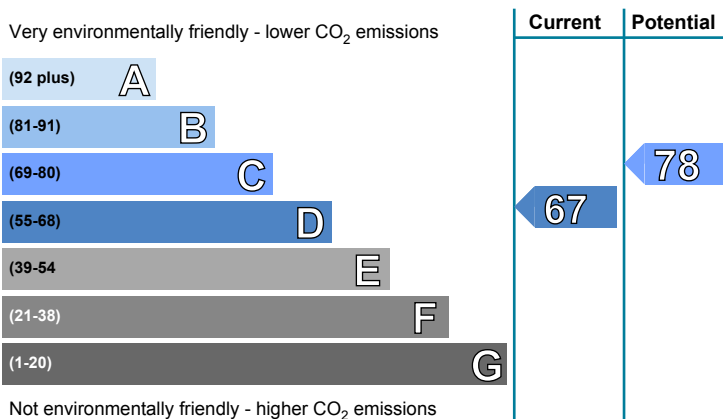 Very environmentally friendly - lower CO2 emissions
Current
Potential
(92 plus) A
(81-91) B
(69-80) C
78
(55-68) D
67
(39-54 E
(21-38) F
(1-20) G
Not environmentally friendly - higher CO2 emissions